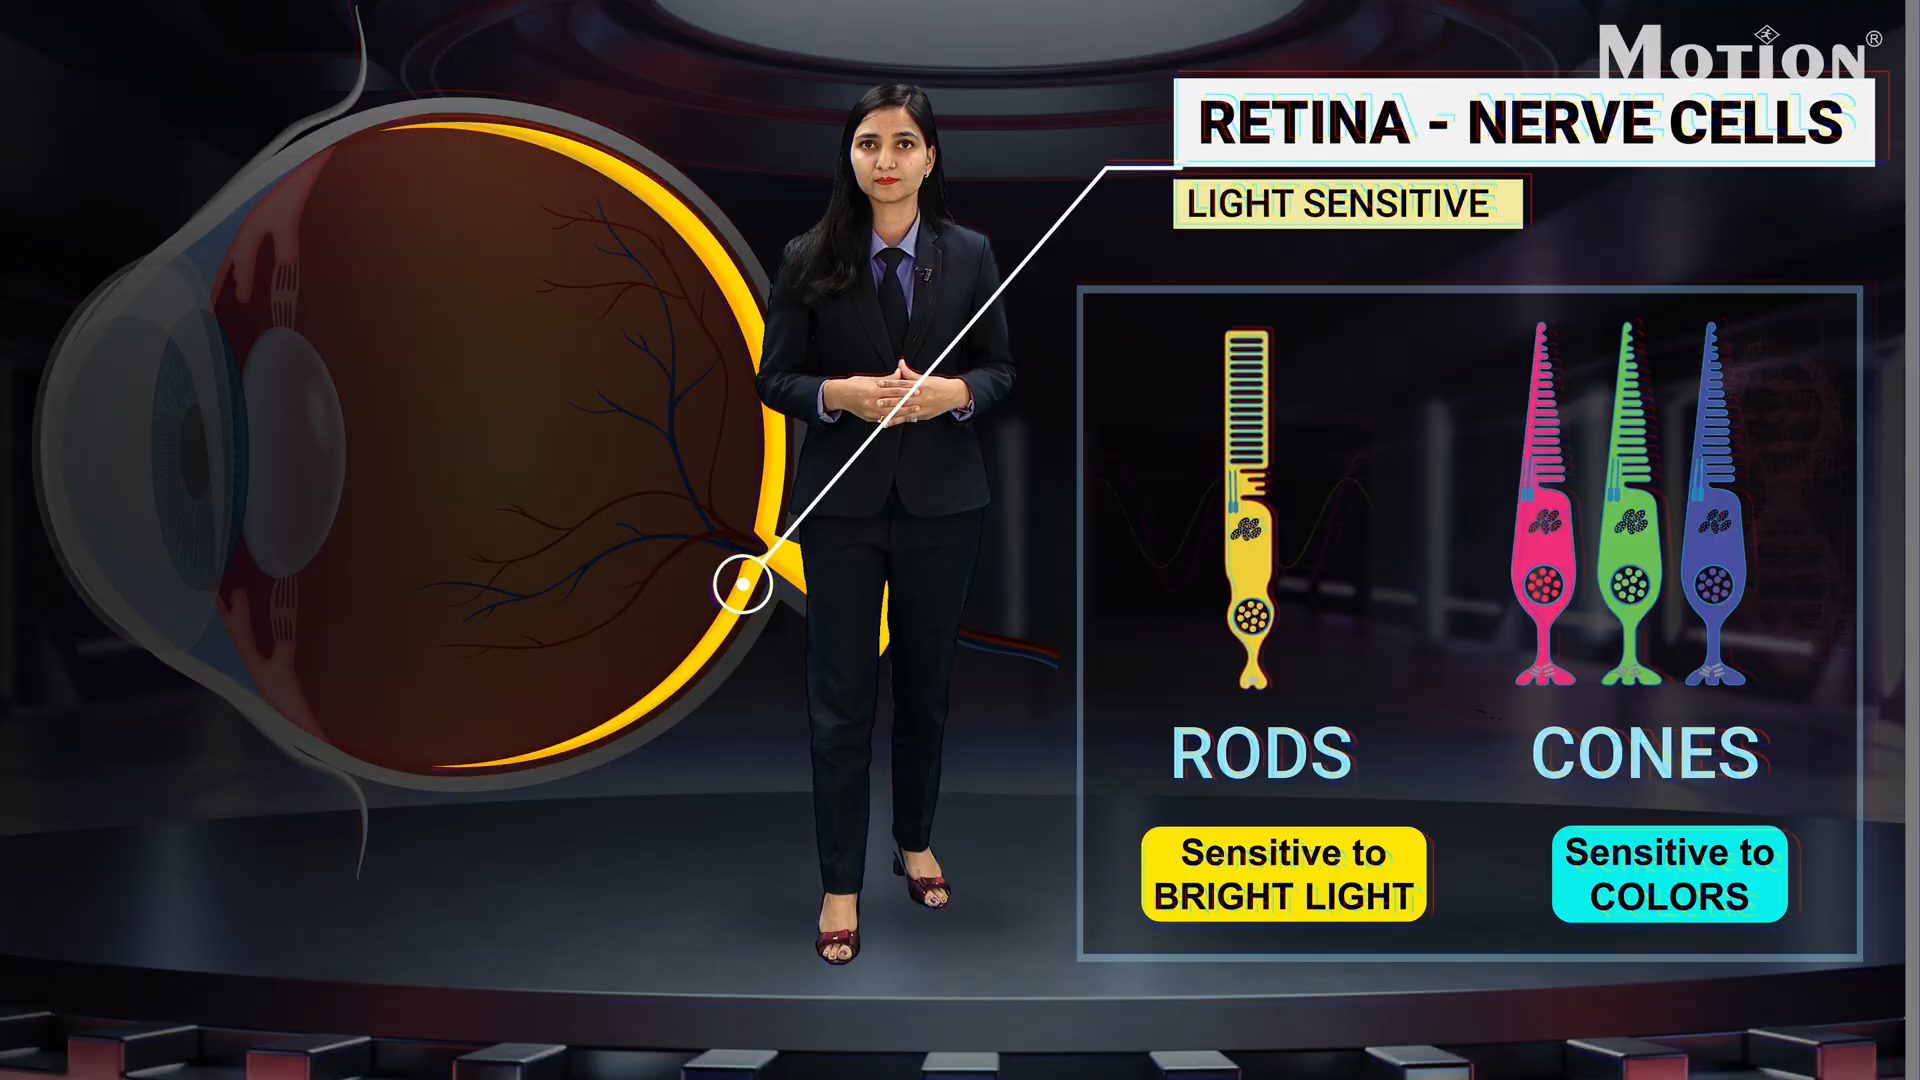 MOTION®
RETINA - NERVE CELLS
LIGHT SENSITIVE
RODS
CONES
Sensitive to
BRIGHT LIGHT
Sensitive to
COLORS